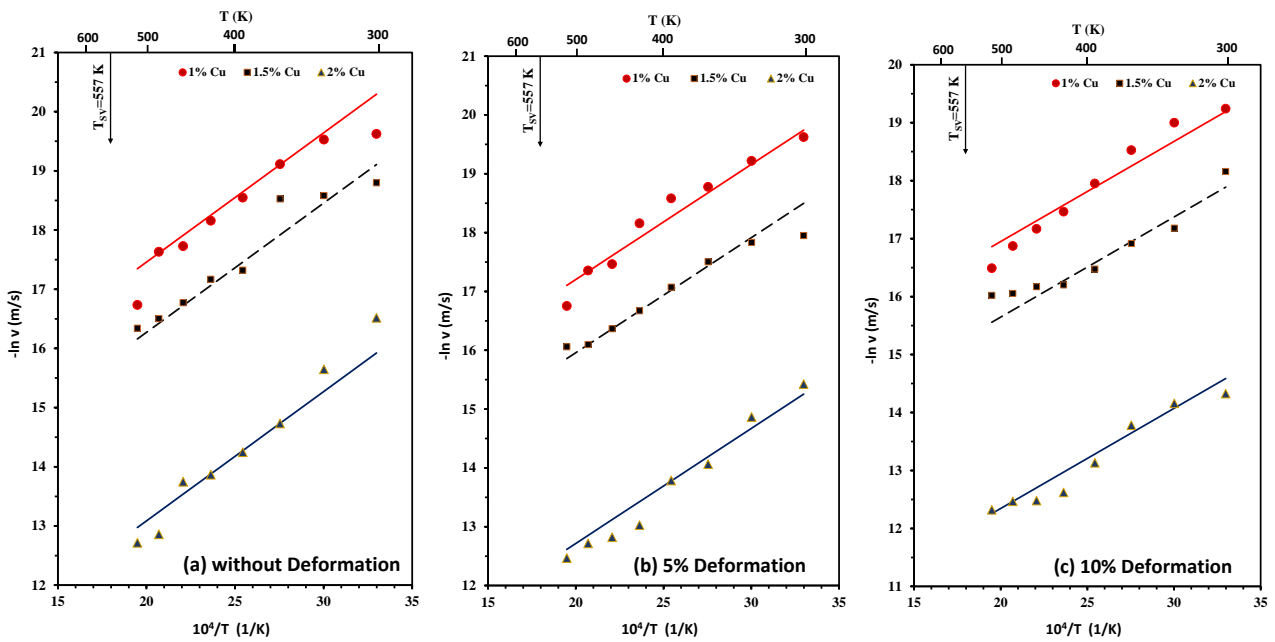 T (K)
600 500 400 300
21
20
19
18
17
16
15
14
13
12
-ln v (m/s)
T_SV=557 K
1% Cu 1.5% Cu 2% Cu
(a) without Deformation
15 20 25 30 35
10⁴/T (1/K)
T (K)
600 500 400 300
21
20
19
18
17
16
15
14
13
12
-ln v (m/s)
T_SV=557 K
1% Cu 1.5% Cu 2% Cu
(b) 5% Deformation
15 20 25 30 35
10⁴/T (1/K)
T (K)
600 500 400 300
20
19
18
17
16
15
14
13
12
11
-ln v (m/s)
T_SV=557 K
1% Cu 1.5% Cu 2% Cu
(c) 10% Deformation
15 20 25 30 35
10⁴/T (1/K)